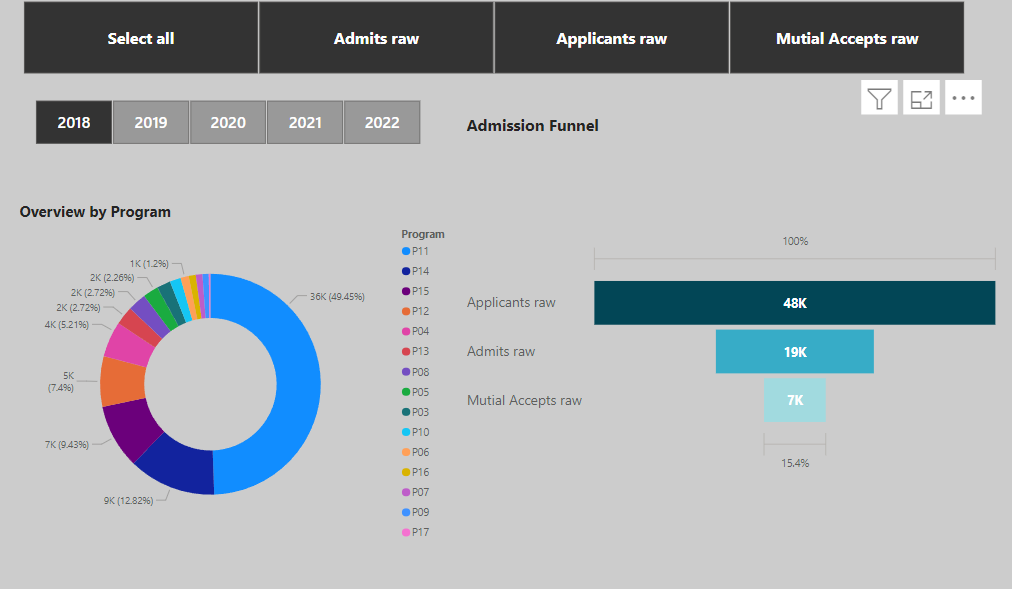 Select all
Admits raw
Applicants raw
Mutial Accepts raw
2018
2019
2020
2021
2022
Admission Funnel
Overview by Program
1K (1.2%)
2K (2.26%)
2K (2.72%)
2K (2.72%)
4K (5.21%)
5K
(7.4%)
7K (9.43%)
9K (12.82%)
36K (49.45%)
Program
P11
P14
P15
P12
P04
P13
P08
P05
P03
P10
P06
P16
P07
P09
P17
100%
Applicants raw
48K
Admits raw
19K
Mutial Accepts raw
7K
15.4%